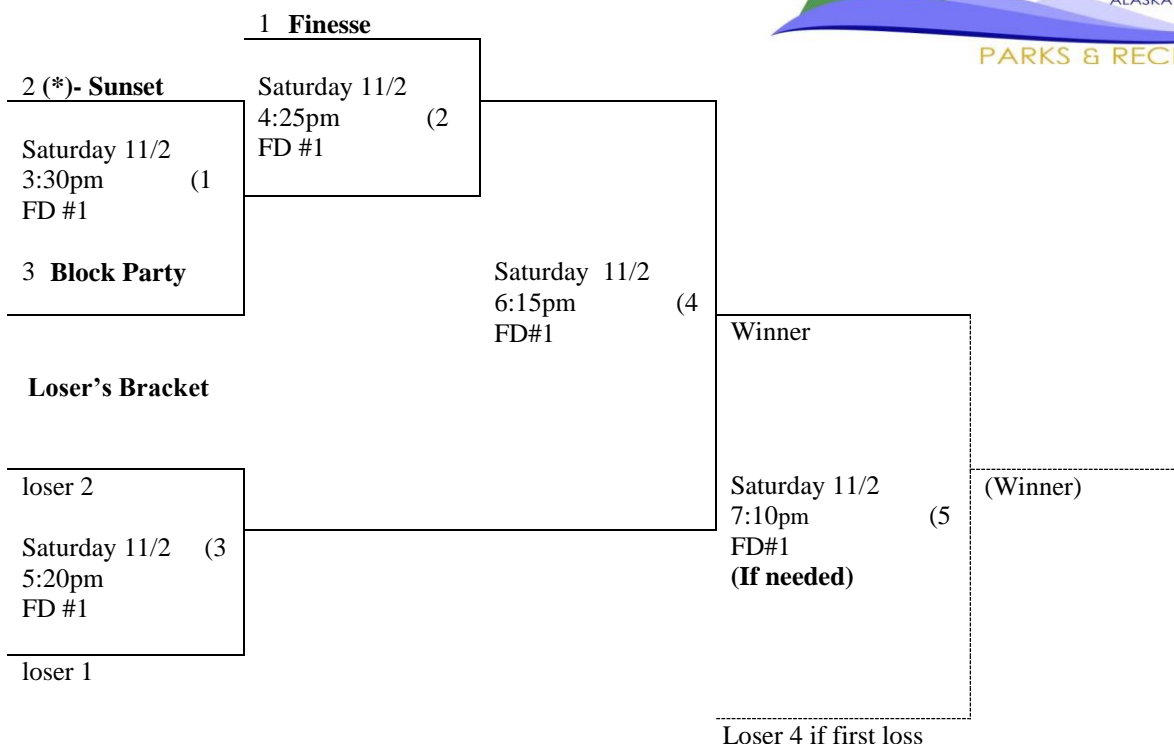 ALASKA
PARKS & REC
1 Finesse
2 (*)- Sunset
Saturday 11/2
4:25pm (2
FD #1
Saturday 11/2
3:30pm (1
FD #1
3 Block Party
Saturday 11/2
6:15pm (4
FD#1
Winner
Loser’s Bracket
loser 2
Saturday 11/2 (3
5:20pm
FD #1
loser 1
Saturday 11/2
7:10pm (5
FD#1
(If needed)
(Winner)
Loser 4 if first loss